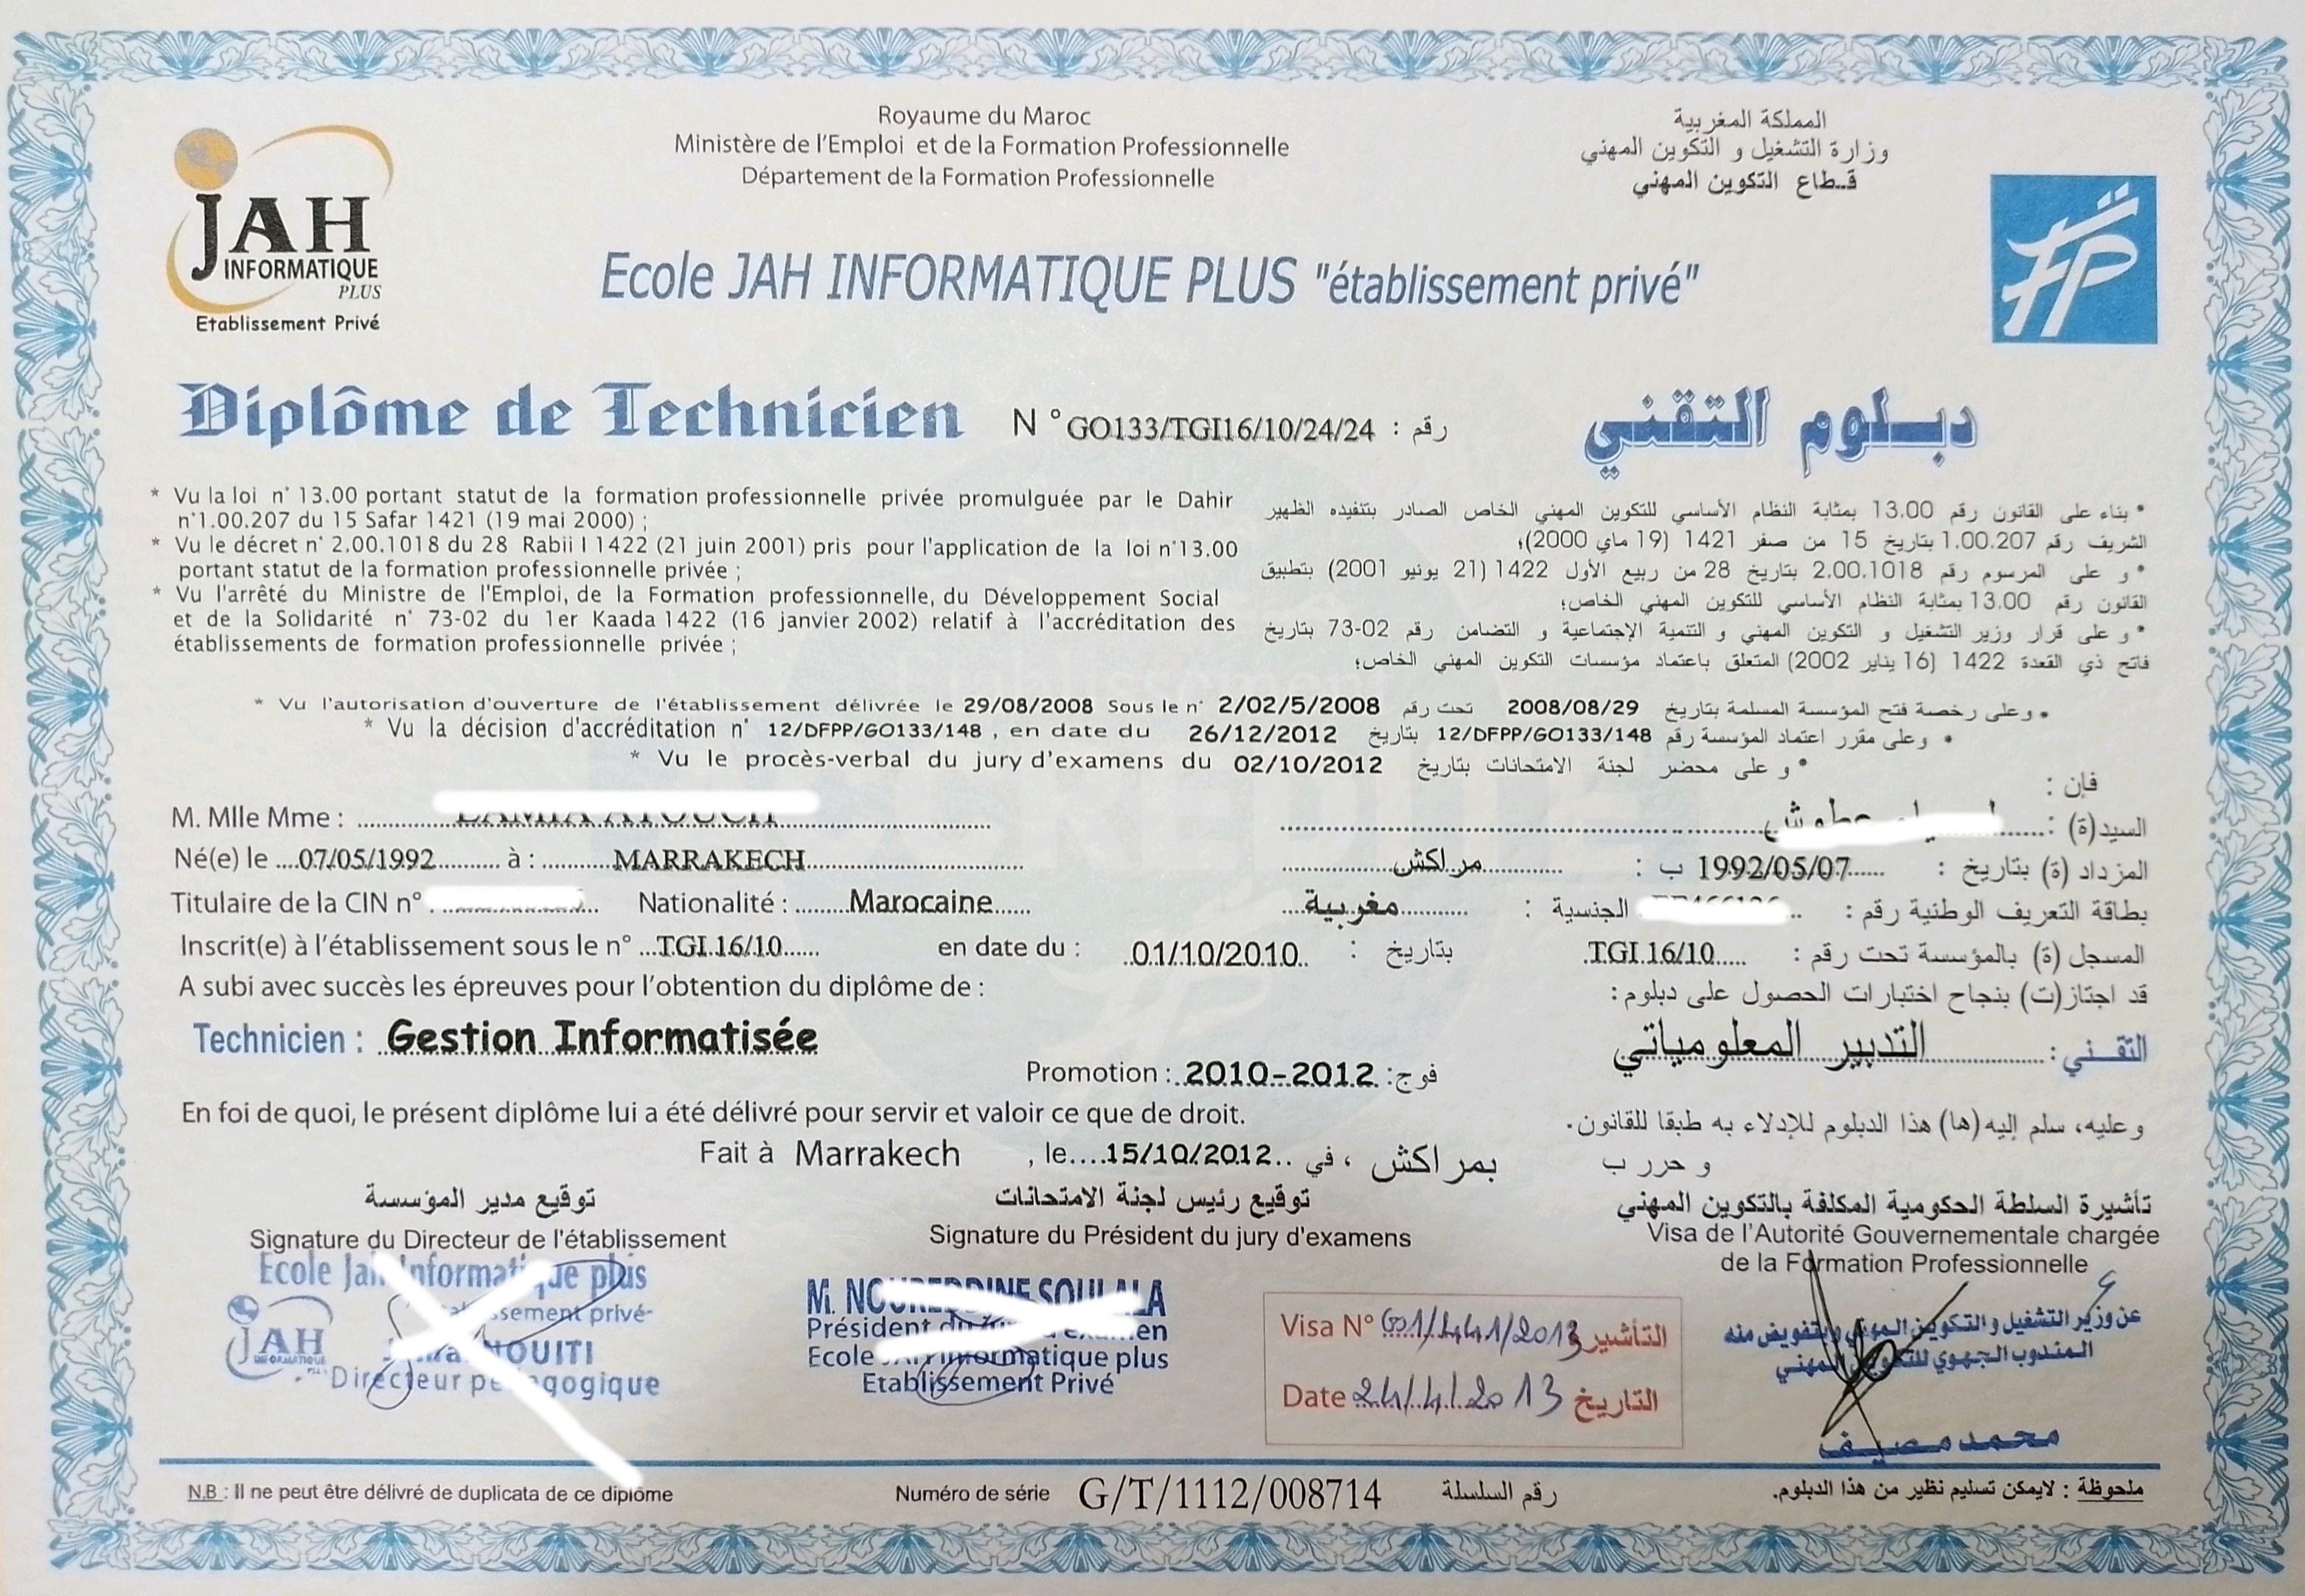 Royaume du Maroc
Ministère de l'Emploi et de la Formation Professionnelle
Département de la Formation Professionnelle
المملكة المغربية
وزارة التشغيل و التكوين المهني
قـطاع التكوين المهني
JAH
INFORMATIQUE
PLUS
Etablissement Privé
Ecole JAH INFORMATIQUE PLUS "établissement privé"
FP
Diplôme de Technicien N° GO133/TGI16/10/24/24 : رقم دبـلوم التقني
* Vu la loi n° 13.00 portant statut de la formation professionnelle privée promulguée par le Dahir
n°1.00.207 du 15 Safar 1421 (19 mai 2000) ;
* Vu le décret n° 2.00.1018 du 28 Rabii I 1422 (21 juin 2001) pris pour l'application de la loi n°13.00
portant statut de la formation professionnelle privée ;
* Vu l'arrêté du Ministre de l'Emploi, de la Formation professionnelle, du Développement Social
et de la Solidarité n° 73-02 du 1er Kaada 1422 (16 janvier 2002) relatif à l'accréditation des
établissements de formation professionnelle privée ;
* بناء على القانون رقم 13.00 بمثابة النظام الأساسي للتكوين المهني الخاص الصادر بتنفيذه الظهير
الشريف رقم 1.00.207 بتاريخ 15 من صفر 1421 (19 ماي 2000)؛
* و على المرسوم رقم 2.00.1018 بتاريخ 28 من ربيع الأول 1422 (21 يونيو 2001) بتطبيق
القانون رقم 13.00 بمثابة النظام الأساسي للتكوين المهني الخاص؛
* و على قرار وزير التشغيل و التكوين المهني و التنمية الإجتماعية و التضامن رقم 02-73 بتاريخ
فاتح ذي القعدة 1422 (16 يناير 2002) المتعلق باعتماد مؤسسات التكوين المهني الخاص؛
* Vu l'autorisation d'ouverture de l'établissement délivrée le 29/08/2008 Sous le n° 2/02/5/2008 وعلى رخصة فتح المؤسسة المسلمة بتاريخ 2008/08/29 تحت رقم
* Vu la décision d'accréditation n° 12/DFPP/GO133/148 , en date du 26/12/2012 وعلى مقرر اعتماد المؤسسة رقم 12/DFPP/GO133/148 بتاريخ
* Vu le procès-verbal du jury d'examens du 02/10/2012 * و على محضر لجنة الامتحانات بتاريخ
فإن :
M. Mlle Mme : السيد(ة) :
Né(e) le 07/05/1992 à : MARRAKECH مراكش المزداد (ة) بتاريخ : 1992/05/07 ب :
Titulaire de la CIN n° : Nationalité : Marocaine مغربية الجنسية : بطاقة التعريف الوطنية رقم :
Inscrit(e) à l'établissement sous le n° TGI 16/10 en date du : 01/10/2010 بتاريخ : المسجل (ة) بالمؤسسة تحت رقم : TGI 16/10
A subi avec succès les épreuves pour l'obtention du diplôme de : قد اجتاز(ت) بنجاح اختبارات الحصول على دبلوم:
Technicien : Gestion Informatisée التقـني : التدبير المعلومياتي
Promotion : 2010-2012 فوج:
En foi de quoi, le présent diplôme lui a été délivré pour servir et valoir ce que de droit. وعليه، سلم إليه(ها) هذا الدبلوم للإدلاء به طبقا للقانون.
Fait à Marrakech , le 15/10/2012 و حرر ب بمراكش ، في
توقيع مدير المؤسسة
Signature du Directeur de l'établissement
توقيع رئيس لجنة الامتحانات
Signature du Président du jury d'examens
تأشيرة السلطة الحكومية المكلفة بالتكوين المهني
Visa de l'Autorité Gouvernementale chargée
de la Formation Professionnelle
Ecole Jah Informatique plus
privé-
JAH
INFORMATIQUE
Directeur pédagogique
M.
Président du
Ecole Informatique plus
Etablissement Privé
Visa N° G01/441/2013 التأشير
Date 24/4/2013 التاريخ
عن وزير التشغيل والتكوين المهني وبتفويض منه
المندوب الجهوي للتكوين المهني
محمد مصيف
N.B : Il ne peut être délivré de duplicata de ce diplôme
Numéro de série G/T/1112/008714 رقم السلسلة
ملحوظة : لايمكن تسليم نظير من هذا الدبلوم.